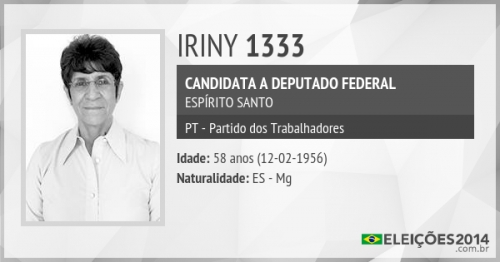 IRINY 1333
CANDIDATA A DEPUTADO FEDERAL
ESPÍRITO SANTO
PT - Partido dos Trabalhadores
Idade: 58 anos (12-02-1956)
Naturalidade: ES - Mg
ELEIÇÕES2014
.com.br